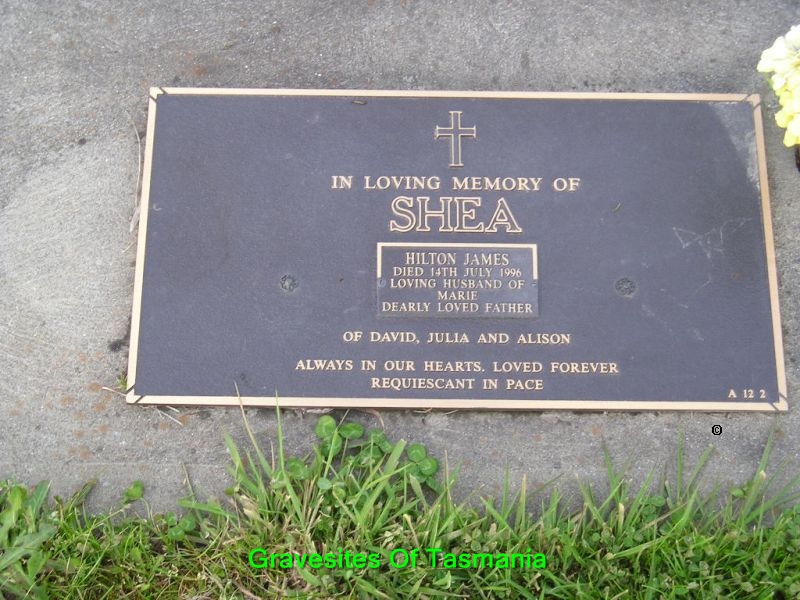 IN LOVING MEMORY OF
SHEA
HILTON JAMES
DIED 14TH JULY 1996
LOVING HUSBAND OF
MARIE
DEARLY LOVED FATHER
OF DAVID, JULIA AND ALISON
ALWAYS IN OUR HEARTS. LOVED FOREVER
REQUIESCANT IN PACE
A 12 2
©
Gravesites Of Tasmania